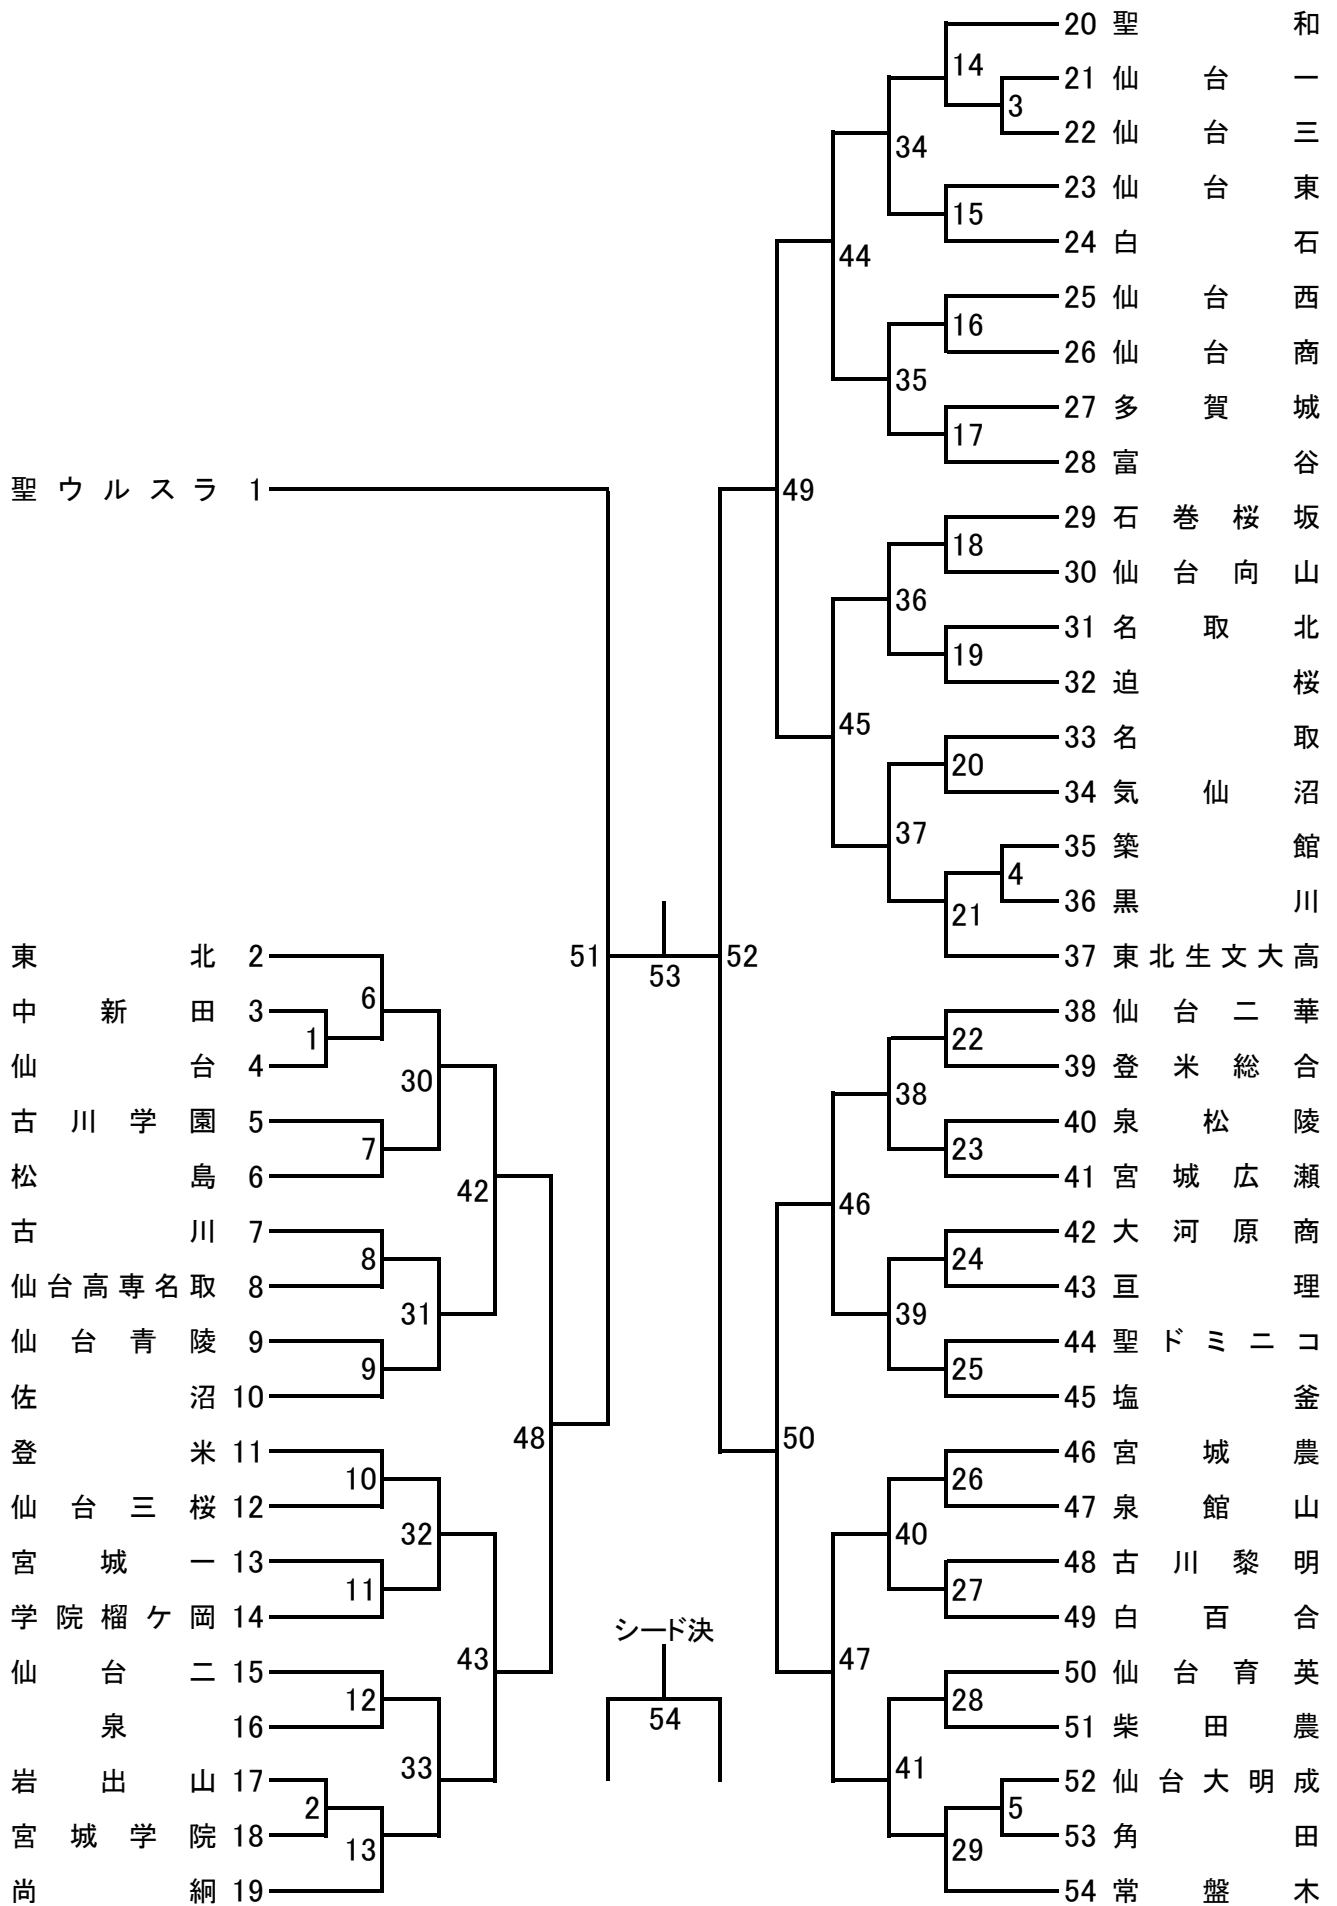 聖ウルスラ 1
東北 2
中新田 3
仙台 4
古川学園 5
松島 6
古川 7
仙台高専名取 8
仙台青陵 9
佐沼 10
登米 11
仙台三桜 12
宮城一 13
学院榴ケ岡 14
仙台二 15
泉 16
岩出山 17
宮城学院 18
尚絅 19
1
2
6
7
8
9
10
11
12
13
30
31
32
33
42
43
48
51
53
52
シード決
54
49
50
44
45
46
47
34
35
36
37
38
39
40
41
14
15
16
17
18
19
20
21
22
23
24
25
26
27
28
29
3
4
5
20 聖和
21 仙台一
22 仙台三
23 仙台東
24 白石
25 仙台西
26 仙台商
27 多賀城
28 富谷
29 石巻桜坂
30 仙台向山
31 名取北
32 迫桜
33 名取
34 気仙沼
35 築館
36 黒川
37 東北生文大高
38 仙台二華
39 登米総合
40 泉松陵
41 宮城広瀬
42 大河原商
43 亘理
44 聖ドミニコ
45 塩釜
46 宮城農
47 泉館山
48 古川黎明
49 白百合
50 仙台育英
51 柴田農
52 仙台大明成
53 角田
54 常盤木